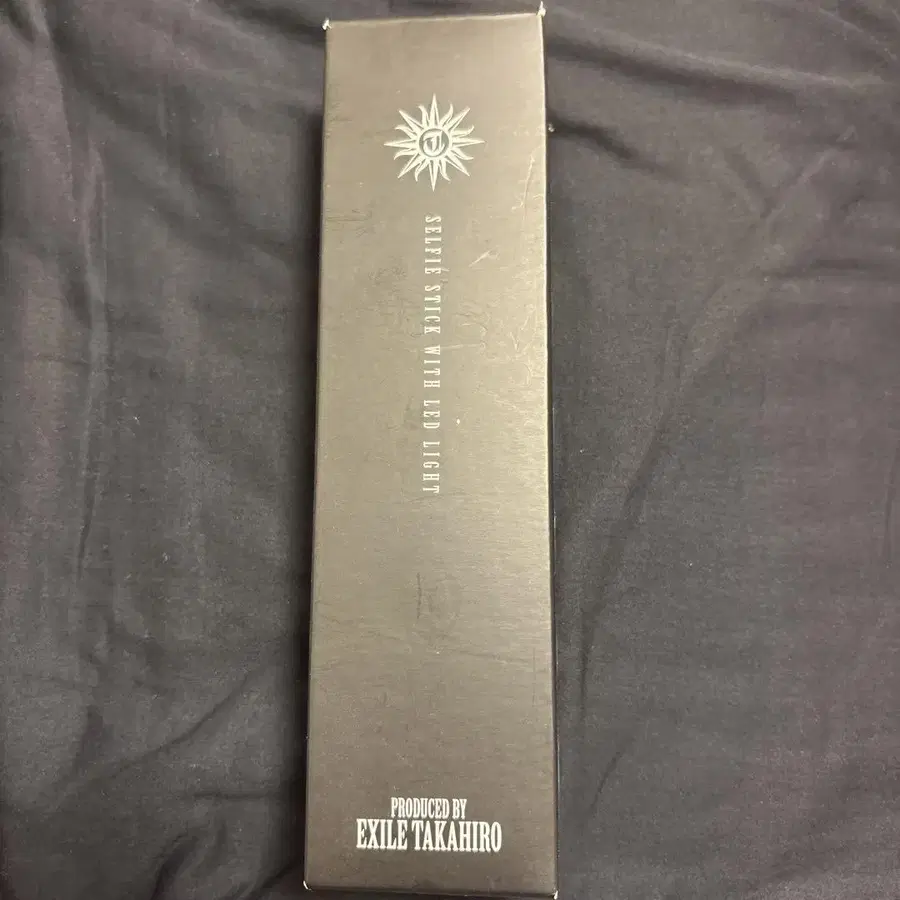 SELFIE STICK WITH LED LIGHT
PRODUCED BY
EXILE TAKAHIRO